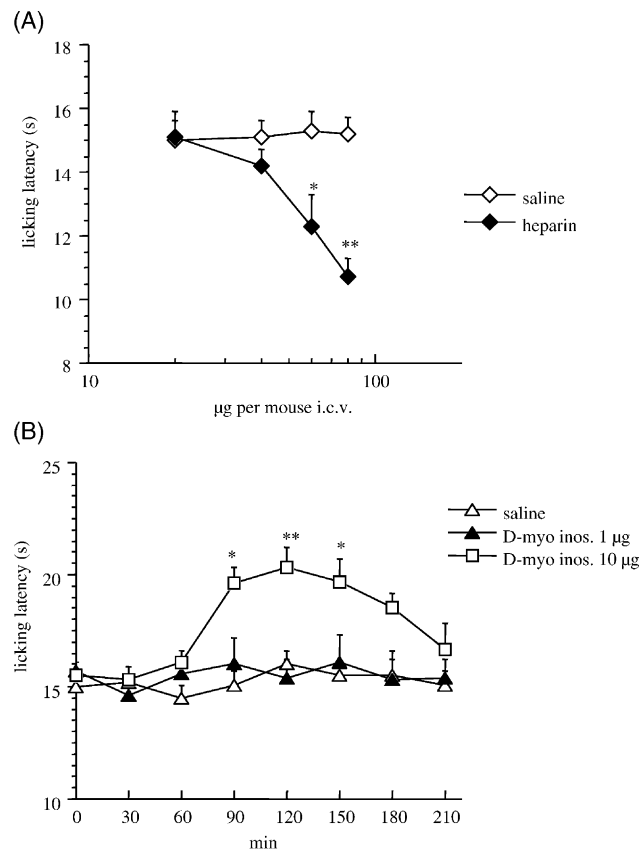 (A)
18
16
14
12
10
8
licking latency (s)
*
**
10
100
µg per mouse i.c.v.
saline
heparin
(B)
25
20
15
10
licking latency (s)
*
**
*
0 30 60 90 120 150 180 210
min
saline
D-myo inos. 1 µg
D-myo inos. 10 µg